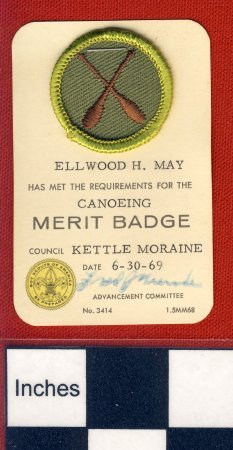 ELLWOOD H. MAY
HAS MET THE REQUIREMENTS FOR THE
CANOEING
MERIT BADGE
COUNCIL KETTLE MORAINE
DATE 6-30-69
ADVANCEMENT COMMITTEE
No. 3414 1.5MM68
Inches